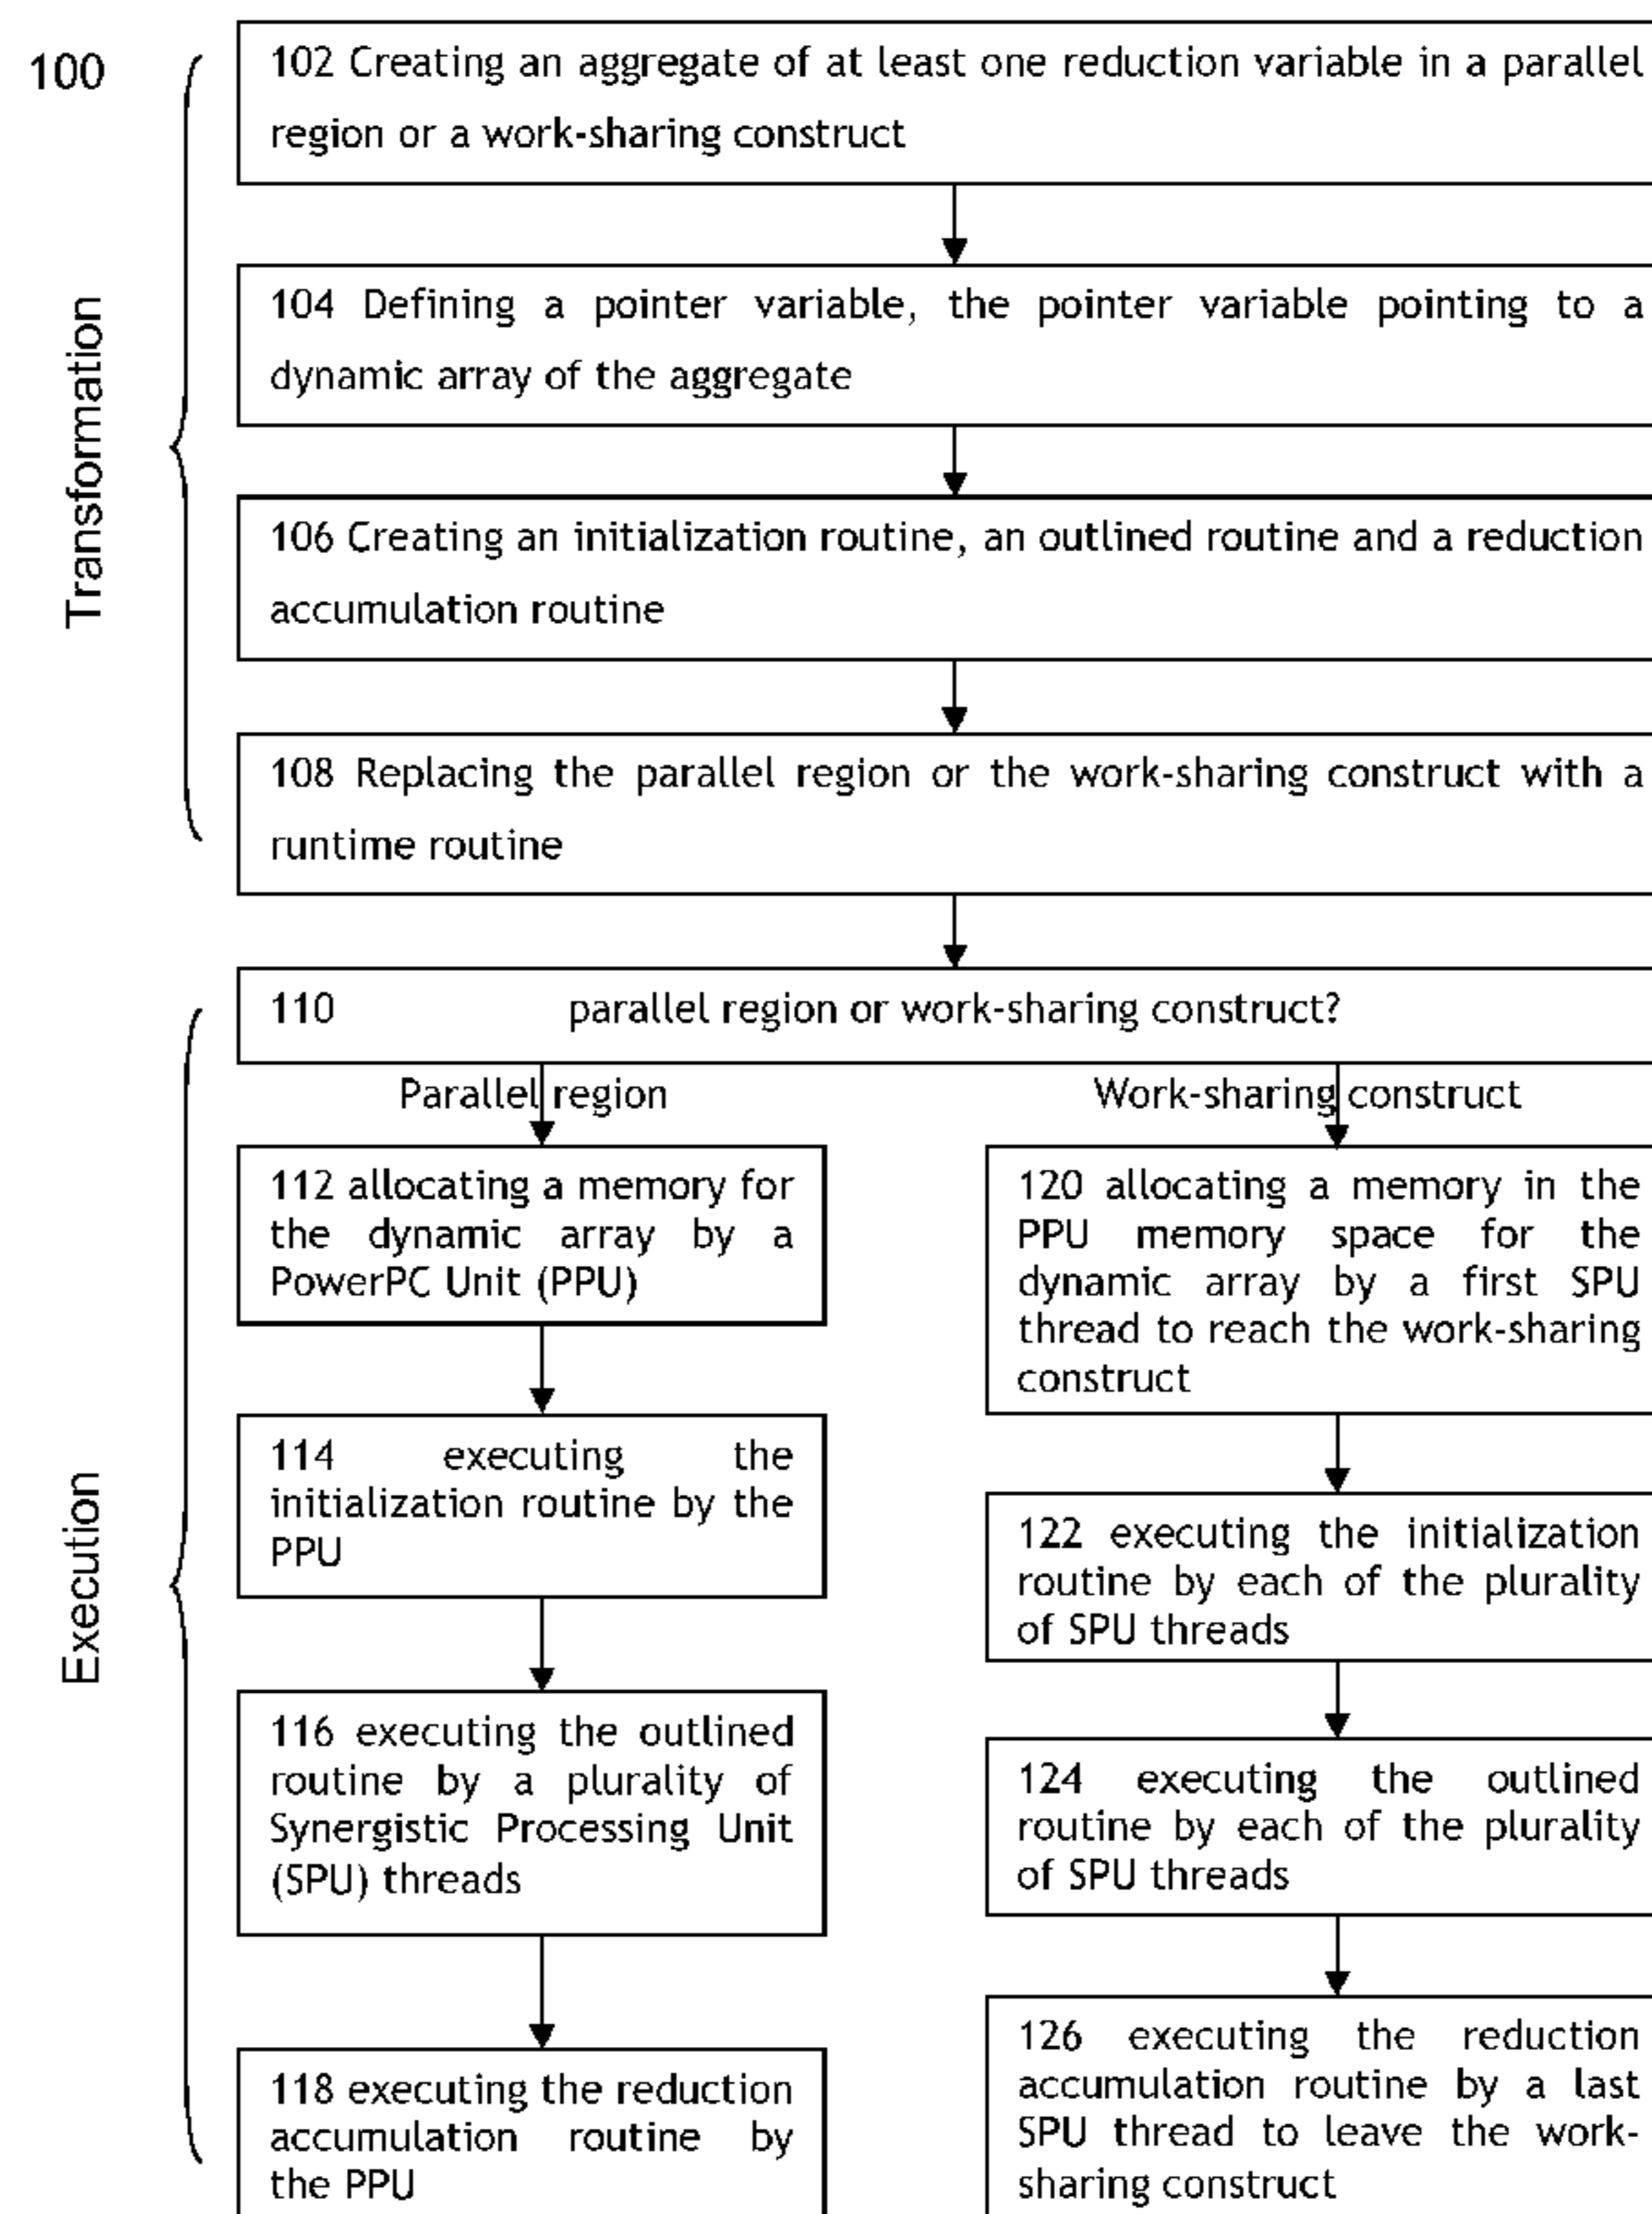 100
Transformation
102 Creating an aggregate of at least one reduction variable in a parallel
region or a work-sharing construct
104 Defining a pointer variable, the pointer variable pointing to a
dynamic array of the aggregate
106 Creating an initialization routine, an outlined routine and a reduction
accumulation routine
108 Replacing the parallel region or the work-sharing construct with a
runtime routine
Execution
110 parallel region or work-sharing construct?
Parallel region
112 allocating a memory for
the dynamic array by a
PowerPC Unit (PPU)
114 executing the
initialization routine by the
PPU
116 executing the outlined
routine by a plurality of
Synergistic Processing Unit
(SPU) threads
118 executing the reduction
accumulation routine by
the PPU
Work-sharing construct
120 allocating a memory in the
PPU memory space for the
dynamic array by a first SPU
thread to reach the work-sharing
construct
122 executing the initialization
routine by each of the plurality
of SPU threads
124 executing the outlined
routine by each of the plurality
of SPU threads
126 executing the reduction
accumulation routine by a last
SPU thread to leave the work-
sharing construct